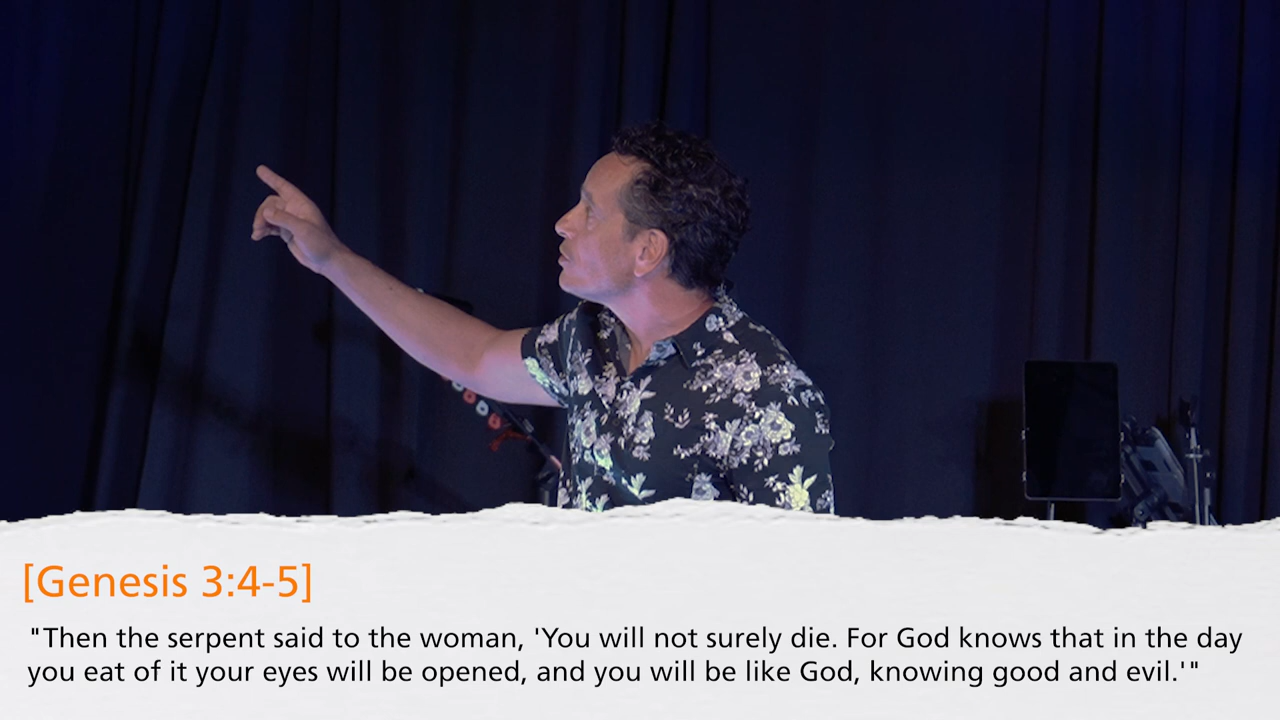 [Genesis 3:4-5]
"Then the serpent said to the woman, 'You will not surely die. For God knows that in the day
you eat of it your eyes will be opened, and you will be like God, knowing good and evil.'"